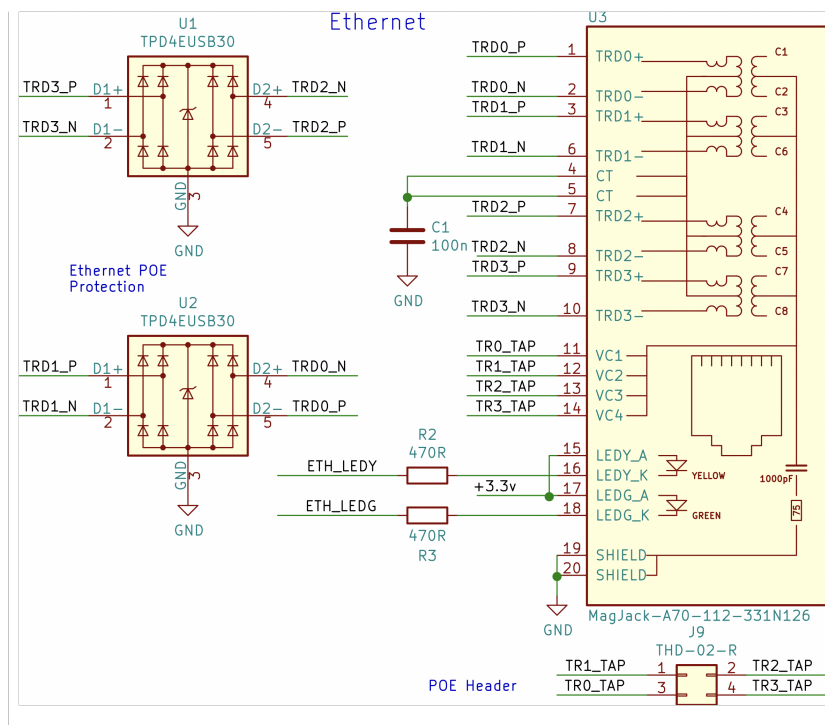 Ethernet
U1
TPD4EUSB30
TRD3_P
D1+
1
D2+
4
TRD2_N
TRD3_N
D1-
2
D2-
5
TRD2_P
GND
3
GND
Ethernet POE
Protection
U2
TPD4EUSB30
TRD1_P
D1+
1
D2+
4
TRD0_N
TRD1_N
D1-
2
D2-
5
TRD0_P
GND
3
GND
U3
TRD0_P 1 TRD0+
TRD0_N 2 TRD0-
TRD1_P 3 TRD1+
TRD1_N 6 TRD1-
4 CT
5 CT
TRD2_P 7 TRD2+
TRD2_N 8 TRD2-
TRD3_P 9 TRD3+
TRD3_N 10 TRD3-
C1
C2
C3
C6
C4
C5
C7
C8
C1
100n
GND
TR0_TAP 11 VC1
TR1_TAP 12 VC2
TR2_TAP 13 VC3
TR3_TAP 14 VC4
15 LEDY_A
16 LEDY_K
17 LEDG_A
18 LEDG_K
YELLOW
GREEN
1000pF
75
R2
470R
ETH_LEDY
+3.3v
ETH_LEDG
470R
R3
19 SHIELD
20 SHIELD
GND
MagJack-A70-112-331N126
J9
THD-02-R
POE Header
TR1_TAP 1 2 TR2_TAP
TR0_TAP 3 4 TR3_TAP